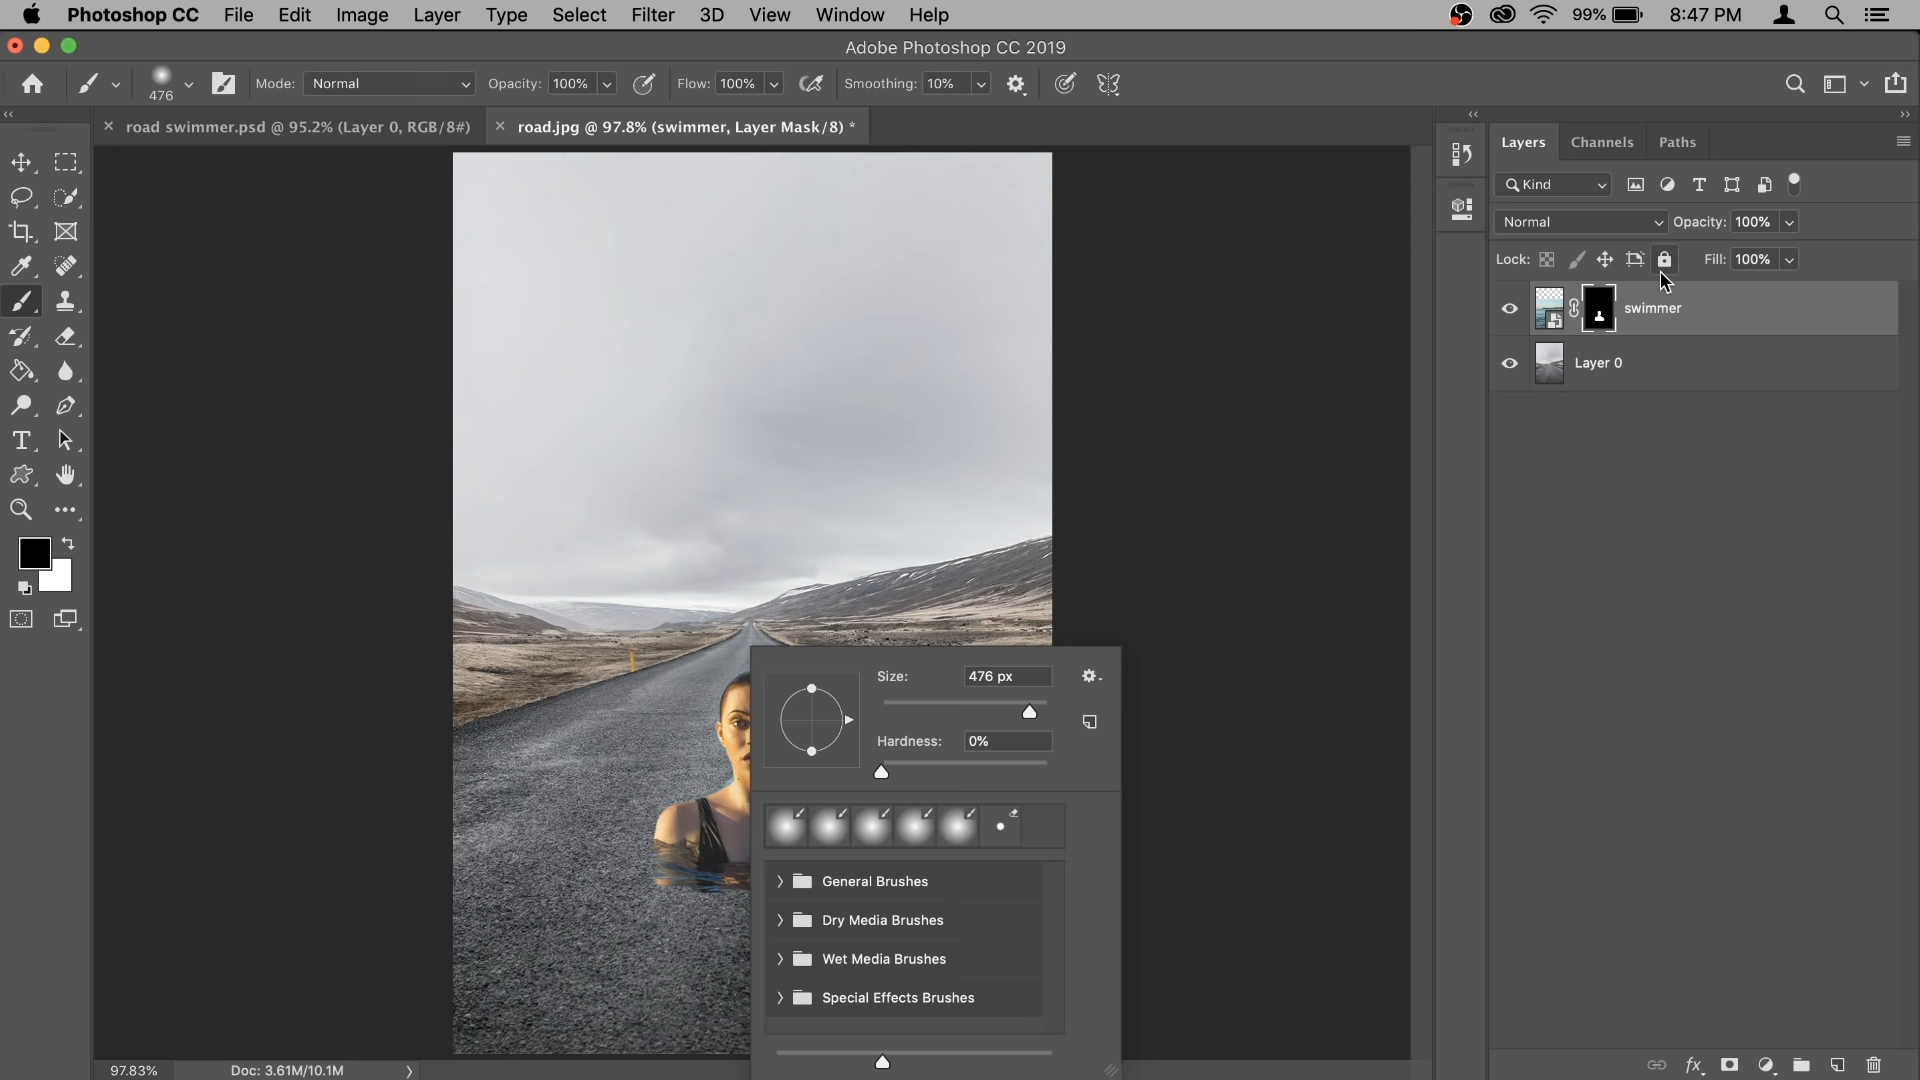 Photoshop CC File Edit Image Layer Type Select Filter 3D View Window Help 99% 8:47 PM
Adobe Photoshop CC 2019
476 Mode: Normal Opacity: 100% Flow: 100% Smoothing: 10%
road swimmer.psd @ 95.2% (Layer 0, RGB/8#) road.jpg @ 97.8% (swimmer, Layer Mask/8) *
Layers Channels Paths
Kind
Normal Opacity: 100%
Lock: Fill: 100%
swimmer
Layer 0
Size: 476 px
Hardness: 0%
General Brushes
Dry Media Brushes
Wet Media Brushes
Special Effects Brushes
97.83% Doc: 3.61M/10.1M